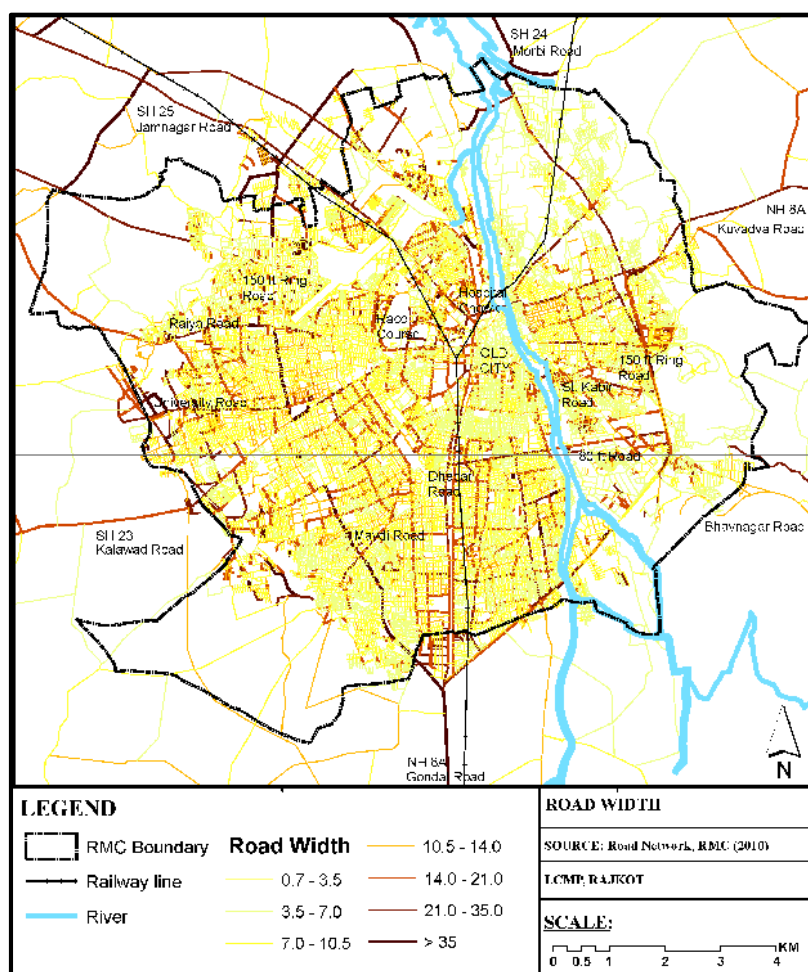 SH 24
Morbi Road
SH 25
Jamnagar Road
NH 8A
Kuvadva Road
150 ft Ring
Road
Hospital
Raiya Road
Race
Course
OLD
CITY
150 ft Ring
Road
St. Kabir
Road
University Road
80 ft Road
Dhebar
Road
Bhavnagar Road
SH 23
Kalawad Road
Mavdi Road
NH 8A
Gondal Road
N
LEGEND
RMC Boundary
Railway line
River
Road Width
0.7 - 3.5
3.5 - 7.0
7.0 - 10.5
10.5 - 14.0
14.0 - 21.0
21.0 - 35.0
> 35
ROAD WIDTH
SOURCE: Road Network, RMC (2010)
LCMP, RAJKOT
SCALE:
KM
0 0.5 1 2 3 4